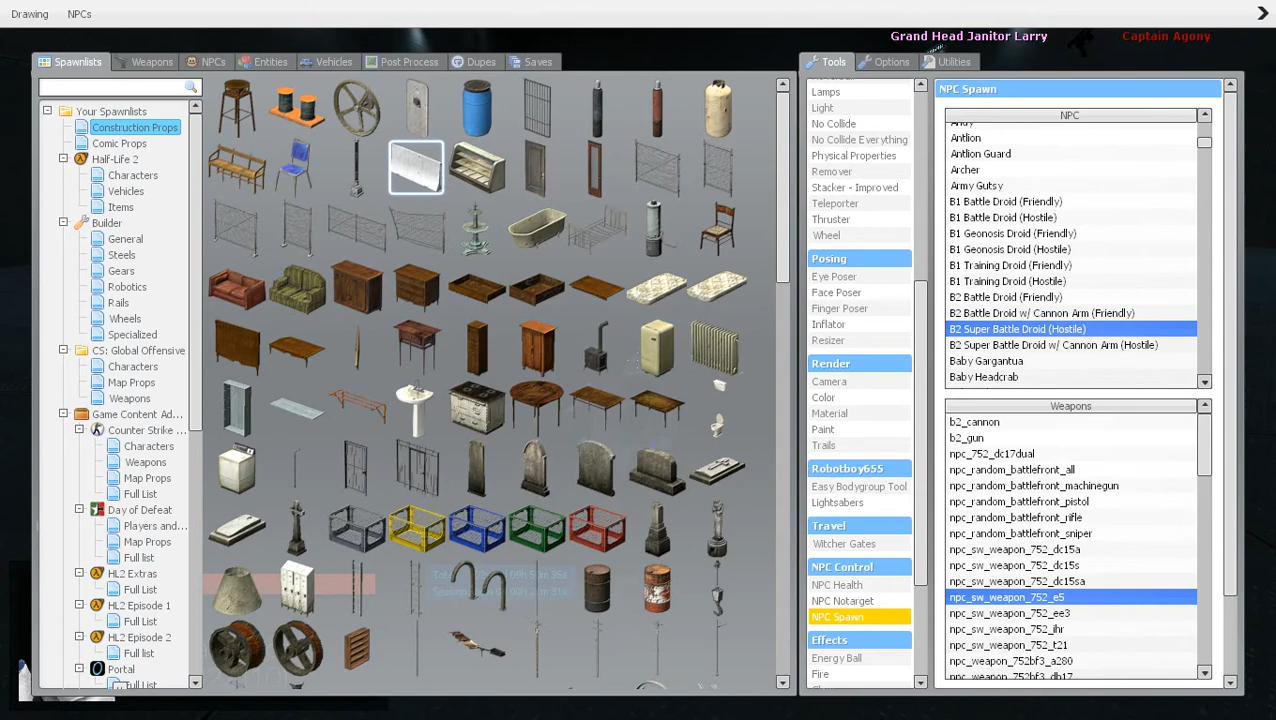 Drawing NPCs
Grand Head Janitor Larry Captain Agony
Spawnlists Weapons NPCs Entities Vehicles Post Process Dupes Saves
Your Spawnlists
Construction Props
Comic Props
Half-Life 2
Characters
Vehicles
Items
Builder
General
Steels
Gears
Robotics
Rails
Wheels
Specialized
CS: Global Offensive
Characters
Map Props
Weapons
Game Content Ad...
Counter Strike ...
Characters
Weapons
Map Props
Full List
Day of Defeat
Players and...
Map Props
Full list
HL2 Extras
Full List
HL2 Episode 1
Full List
HL2 Episode 2
Full list
Portal
Full List
Tools Options Utilities
Lamps
Light
No Collide
No Collide Everything
Physical Properties
Remover
Stacker - Improved
Teleporter
Thruster
Wheel
Posing
Eye Poser
Face Poser
Finger Poser
Inflator
Resizer
Render
Camera
Color
Material
Paint
Trails
Robotboy655
Easy Bodygroup Tool
Lightsabers
Travel
Witcher Gates
NPC Control
NPC Health
NPC Notarget
NPC Spawn
Effects
Energy Ball
Fire
NPC Spawn
NPC
Andy
Antlion
Antlion Guard
Archer
Army Gutsy
B1 Battle Droid (Friendly)
B1 Battle Droid (Hostile)
B1 Geonosis Droid (Friendly)
B1 Geonosis Droid (Hostile)
B1 Training Droid (Friendly)
B1 Training Droid (Hostile)
B2 Battle Droid (Friendly)
B2 Battle Droid w/ Cannon Arm (Friendly)
B2 Super Battle Droid (Hostile)
B2 Super Battle Droid w/ Cannon Arm (Hostile)
Baby Gargantua
Baby Headcrab
Weapons
b2_cannon
b2_gun
npc_752_dc17dual
npc_random_battlefront_all
npc_random_battlefront_machinegun
npc_random_battlefront_pistol
npc_random_battlefront_rifle
npc_random_battlefront_sniper
npc_sw_weapon_752_dc15a
npc_sw_weapon_752_dc15s
npc_sw_weapon_752_dc15sa
npc_sw_weapon_752_e5
npc_sw_weapon_752_ee3
npc_sw_weapon_752_ihr
npc_sw_weapon_752_t21
npc_weapon_752bf3_a280
npc_weapon_752bf3_dh17